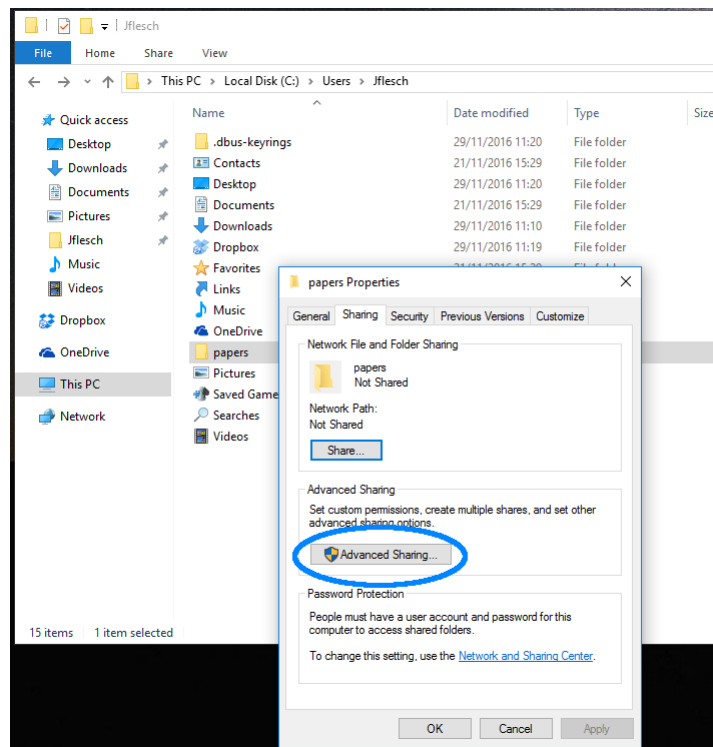 Jflesch
File Home Share View
This PC > Local Disk (C:) > Users > Jflesch
Quick access
Desktop
Downloads
Documents
Pictures
Jflesch
Music
Videos
Dropbox
OneDrive
This PC
Network
Name Date modified Type Size
.dbus-keyrings 29/11/2016 11:20 File folder
Contacts 21/11/2016 15:29 File folder
Desktop 29/11/2016 11:20 File folder
Documents 21/11/2016 15:29 File folder
Downloads 29/11/2016 11:10 File folder
Dropbox 29/11/2016 11:19 File folder
Favorites
Links
Music
OneDrive
papers
Pictures
Saved Game
Searches
Videos
15 items 1 item selected
papers Properties
General Sharing Security Previous Versions Customize
Network File and Folder Sharing
papers
Not Shared
Network Path:
Not Shared
Share...
Advanced Sharing
Set custom permissions, create multiple shares, and set other
advanced sharing options.
Advanced Sharing...
Password Protection
People must have a user account and password for this
computer to access shared folders.
To change this setting, use the Network and Sharing Center.
OK Cancel Apply